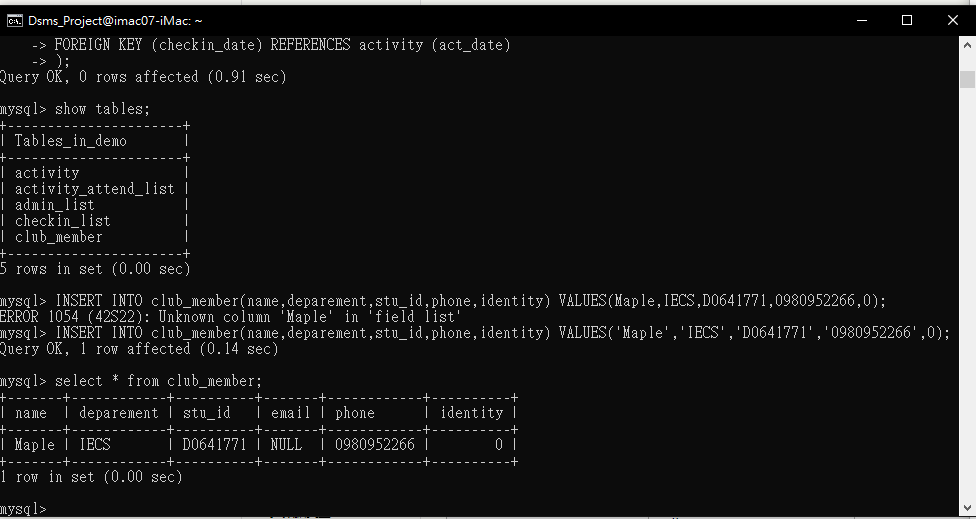 Dsms_Project@imac07-iMac: ~
-> FOREIGN KEY (checkin_date) REFERENCES activity (act_date)
-> );
Query OK, 0 rows affected (0.91 sec)
mysql> show tables;
+----------------------+
| Tables_in_demo       |
+----------------------+
| activity             |
| activity_attend_list |
| admin_list           |
| checkin_list         |
| club_member          |
+----------------------+
5 rows in set (0.00 sec)
mysql> INSERT INTO club_member(name,deparement,stu_id,phone,identity) VALUES(Maple,IECS,D0641771,0980952266,0);
ERROR 1054 (42S22): Unknown column 'Maple' in 'field list'
mysql> INSERT INTO club_member(name,deparement,stu_id,phone,identity) VALUES('Maple','IECS','D0641771','0980952266',0);
Query OK, 1 row affected (0.14 sec)
mysql> select * from club_member;
+-------+------------+----------+-------+------------+----------+
| name  | deparement | stu_id   | email | phone      | identity |
+-------+------------+----------+-------+------------+----------+
| Maple | IECS       | D0641771 | NULL  | 0980952266 |        0 |
+-------+------------+----------+-------+------------+----------+
1 row in set (0.00 sec)
mysql>